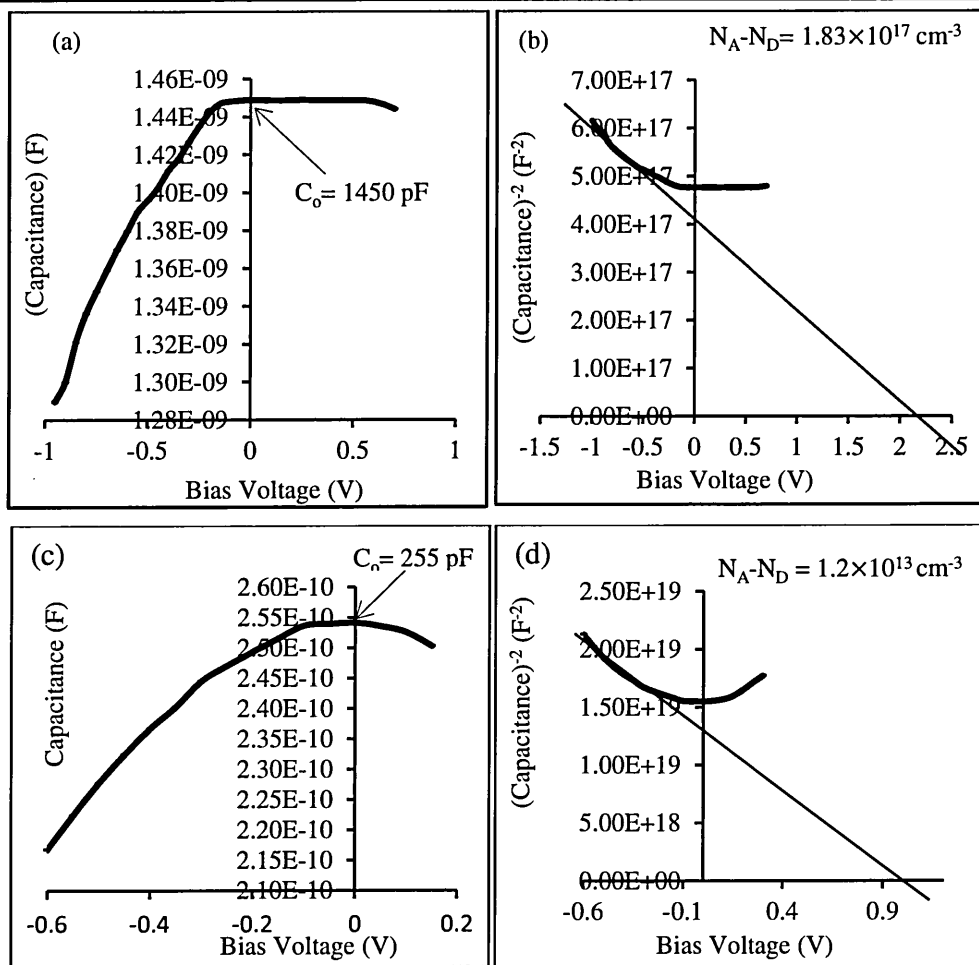 (a)
1.46E-09
1.44E-09
1.42E-09
1.40E-09
1.38E-09
1.36E-09
1.34E-09
1.32E-09
1.30E-09
1.28E-09
(Capacitance) (F)
C₀= 1450 pF
-1 -0.5 0 0.5 1
Bias Voltage (V)
(b)
N_A-N_D= 1.83×10¹⁷ cm⁻³
7.00E+17
6.00E+17
5.00E+17
4.00E+17
3.00E+17
2.00E+17
1.00E+17
0.00E+00
(Capacitance)⁻² (F⁻²)
-1.5 -1 -0.5 0 0.5 1 1.5 2 2.5
Bias Voltage (V)
(c)
C₀= 255 pF
2.60E-10
2.55E-10
2.50E-10
2.45E-10
2.40E-10
2.35E-10
2.30E-10
2.25E-10
2.20E-10
2.15E-10
2.10E-10
Capacitance (F)
-0.6 -0.4 -0.2 0 0.2
Bias Voltage (V)
(d)
N_A-N_D = 1.2×10¹³ cm⁻³
2.50E+19
2.00E+19
1.50E+19
1.00E+19
5.00E+18
0.00E+00
(Capacitance)⁻² (F⁻²)
-0.6 -0.1 0.4 0.9
Bias Voltage (V)